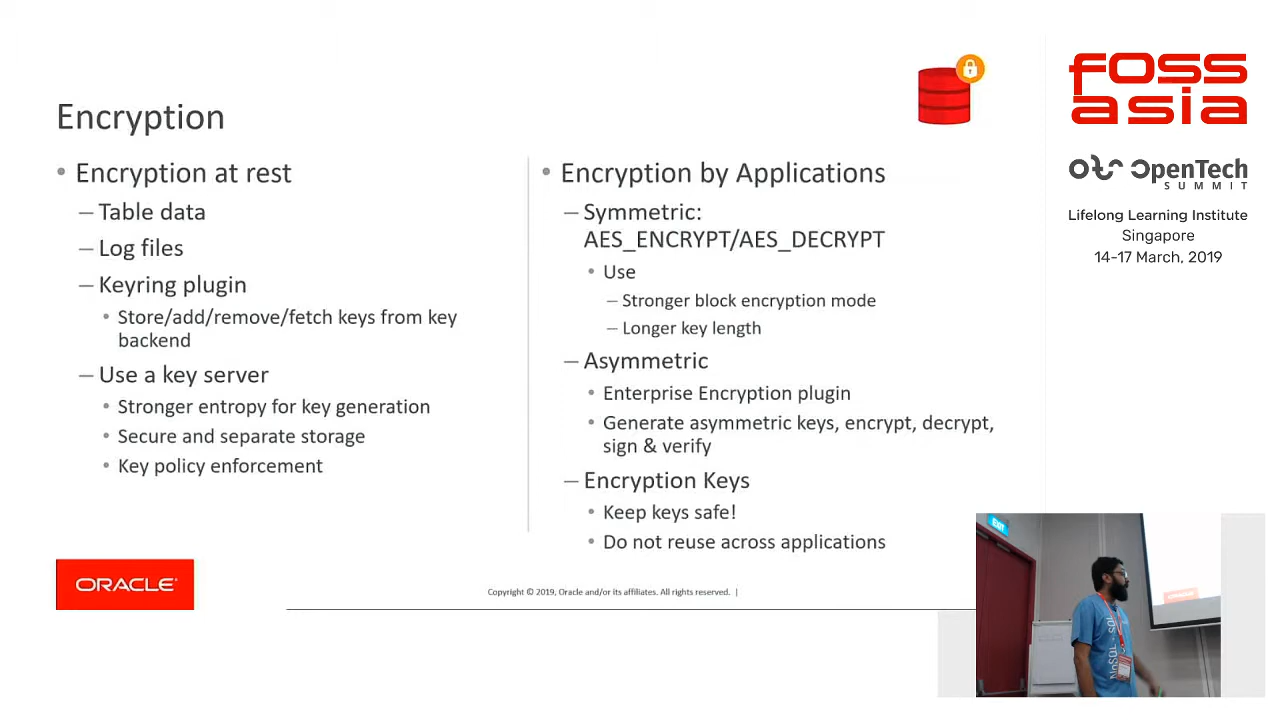 Encryption
• Encryption at rest
– Table data
– Log files
– Keyring plugin
• Store/add/remove/fetch keys from key
backend
– Use a key server
• Stronger entropy for key generation
• Secure and separate storage
• Key policy enforcement
• Encryption by Applications
– Symmetric:
AES_ENCRYPT/AES_DECRYPT
• Use
– Stronger block encryption mode
– Longer key length
– Asymmetric
• Enterprise Encryption plugin
• Generate asymmetric keys, encrypt, decrypt,
sign & verify
– Encryption Keys
• Keep keys safe!
• Do not reuse across applications
ORACLE®
Copyright © 2019, Oracle and/or its affiliates. All rights reserved. |
FOSS
asia
OpenTech
SUMMIT
Lifelong Learning Institute
Singapore
14-17 March, 2019
EXIT
ORACLE
NoSQL + SQL